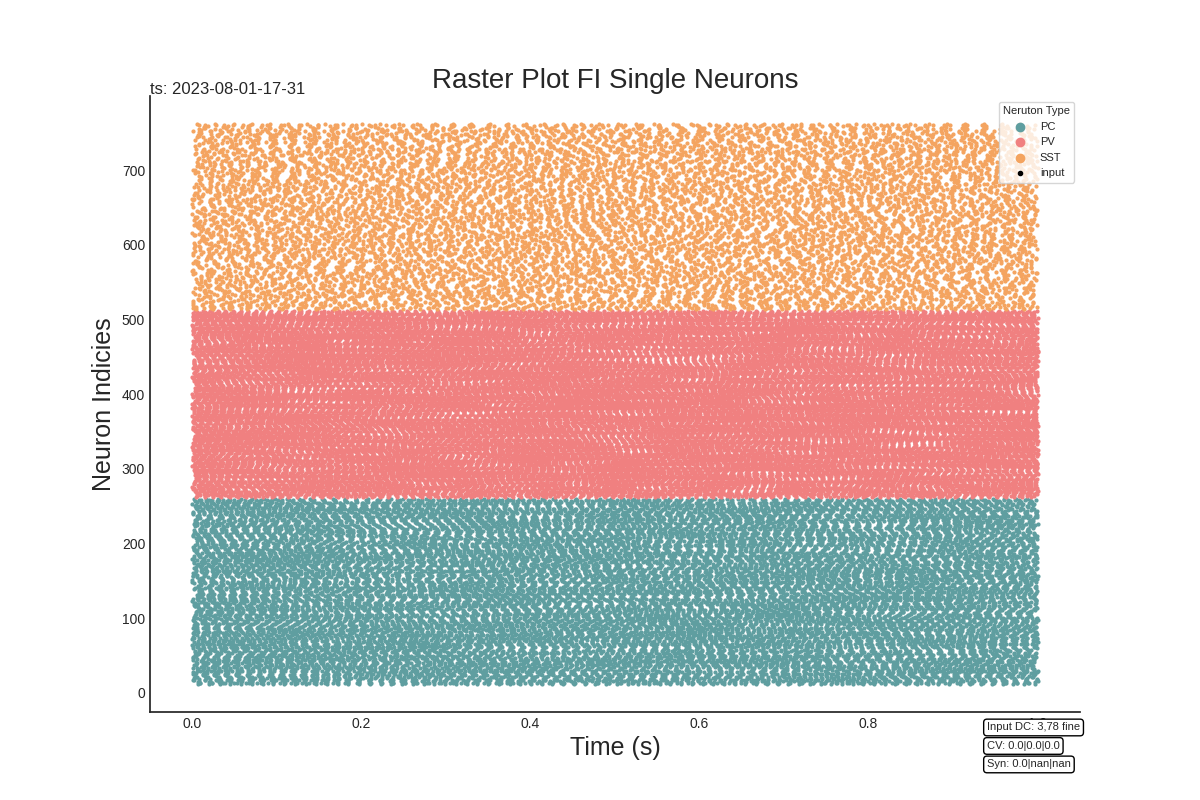 Raster Plot FI Single Neurons
ts: 2023-08-01-17-31
Neruton Type
PC
PV
SST
input
700
600
500
400
300
200
100
0
Neuron Indicies
0.0 0.2 0.4 0.6 0.8
Time (s)
Input DC: 3,78 fine
CV: 0.0|0.0|0.0
Syn: 0.0|nan|nan